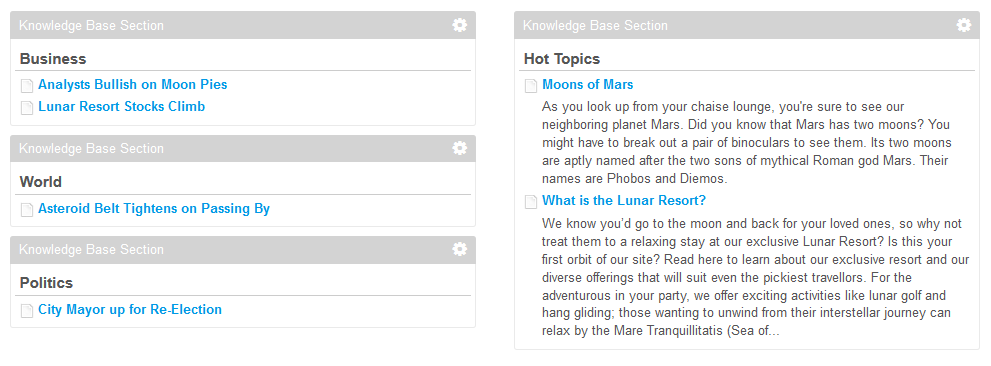 Knowledge Base Section
Business
Analysts Bullish on Moon Pies
Lunar Resort Stocks Climb
Knowledge Base Section
World
Asteroid Belt Tightens on Passing By
Knowledge Base Section
Politics
City Mayor up for Re-Election
Knowledge Base Section
Hot Topics
Moons of Mars
As you look up from your chaise lounge, you're sure to see our
neighboring planet Mars. Did you know that Mars has two moons? You
might have to break out a pair of binoculars to see them. Its two moons
are aptly named after the two sons of mythical Roman god Mars. Their
names are Phobos and Diemos.
What is the Lunar Resort?
We know you'd go to the moon and back for your loved ones, so why not
treat them to a relaxing stay at our exclusive Lunar Resort? Is this your
first orbit of our site? Read here to learn about our exclusive resort and our
diverse offerings that will suit even the pickiest travellors. For the
adventurous in your party, we offer exciting activities like lunar golf and
hang gliding; those wanting to unwind from their interstellar journey can
relax by the Mare Tranquillitatis (Sea of...